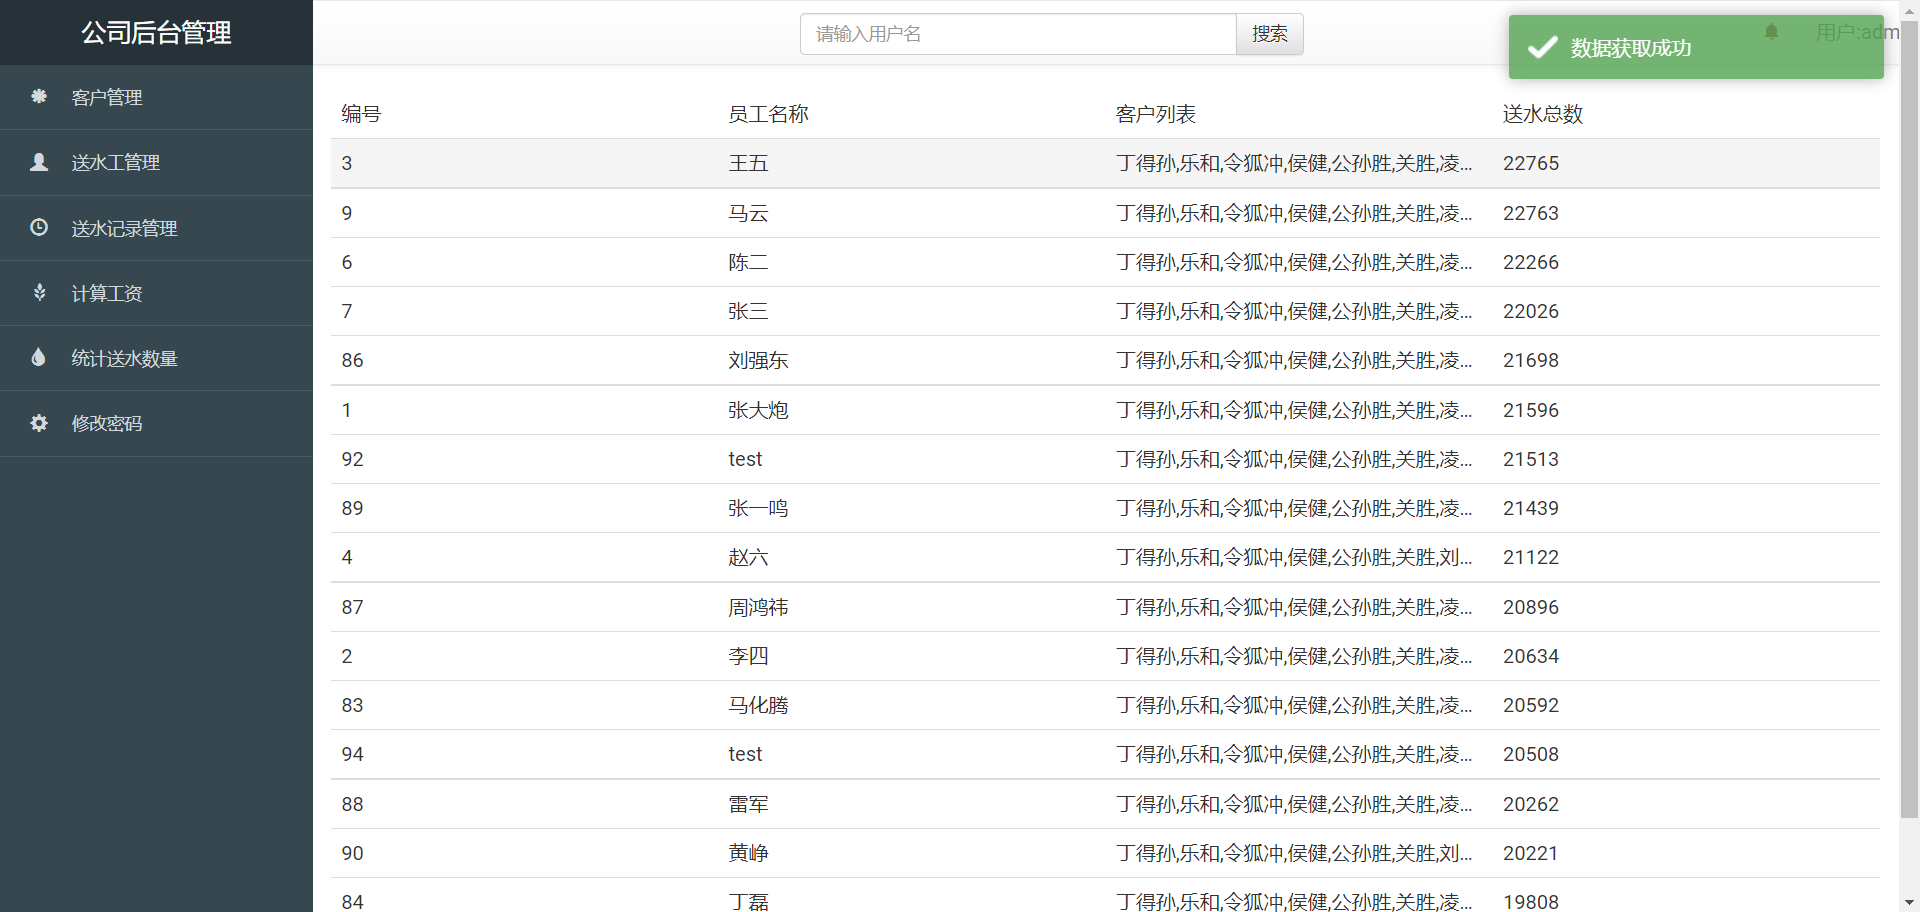 公司后台管理
请输入用户名
搜索
数据获取成功
用户:adm
客户管理
送水工管理
送水记录管理
计算工资
统计送水数量
修改密码
编号 员工名称 客户列表 送水总数
3 王五 丁得孙,乐和,令狐冲,侯健,公孙胜,关胜,凌... 22765
9 马云 丁得孙,乐和,令狐冲,侯健,公孙胜,关胜,凌... 22763
6 陈二 丁得孙,乐和,令狐冲,侯健,公孙胜,关胜,凌... 22266
7 张三 丁得孙,乐和,令狐冲,侯健,公孙胜,关胜,凌... 22026
86 刘强东 丁得孙,乐和,令狐冲,侯健,公孙胜,关胜,凌... 21698
1 张大炮 丁得孙,乐和,令狐冲,侯健,公孙胜,关胜,凌... 21596
92 test 丁得孙,乐和,令狐冲,侯健,公孙胜,关胜,凌... 21513
89 张一鸣 丁得孙,乐和,令狐冲,侯健,公孙胜,关胜,凌... 21439
4 赵六 丁得孙,乐和,令狐冲,侯健,公孙胜,关胜,刘... 21122
87 周鸿祎 丁得孙,乐和,令狐冲,侯健,公孙胜,关胜,凌... 20896
2 李四 丁得孙,乐和,令狐冲,侯健,公孙胜,关胜,凌... 20634
83 马化腾 丁得孙,乐和,令狐冲,侯健,公孙胜,关胜,凌... 20592
94 test 丁得孙,乐和,令狐冲,侯健,公孙胜,关胜,凌... 20508
88 雷军 丁得孙,乐和,令狐冲,侯健,公孙胜,关胜,凌... 20262
90 黄峥 丁得孙,乐和,令狐冲,侯健,公孙胜,关胜,刘... 20221
84 丁磊 丁得孙,乐和,令狐冲,侯健,公孙胜,关胜,凌... 19808